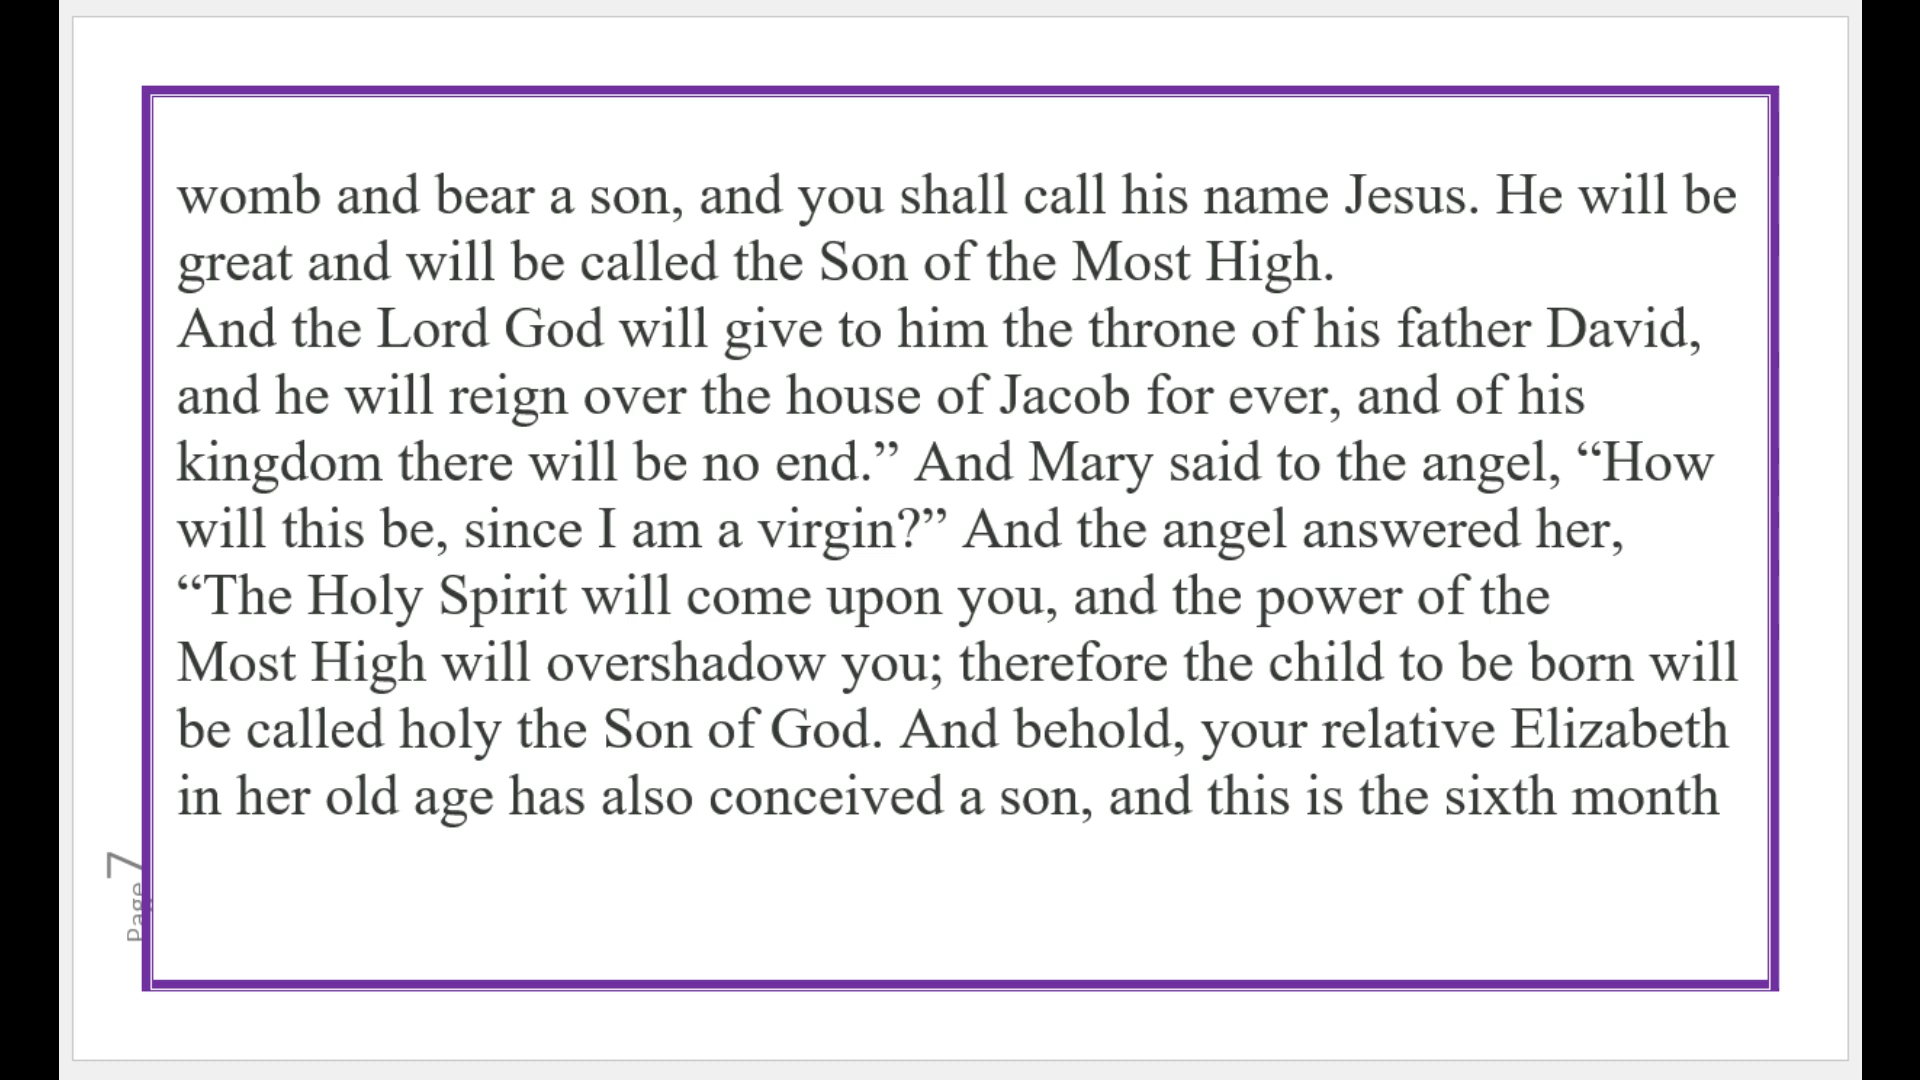 womb and bear a son, and you shall call his name Jesus. He will be
great and will be called the Son of the Most High.
And the Lord God will give to him the throne of his father David,
and he will reign over the house of Jacob for ever, and of his
kingdom there will be no end.” And Mary said to the angel, “How
will this be, since I am a virgin?” And the angel answered her,
“The Holy Spirit will come upon you, and the power of the
Most High will overshadow you; therefore the child to be born will
be called holy the Son of God. And behold, your relative Elizabeth
in her old age has also conceived a son, and this is the sixth month
Page 7